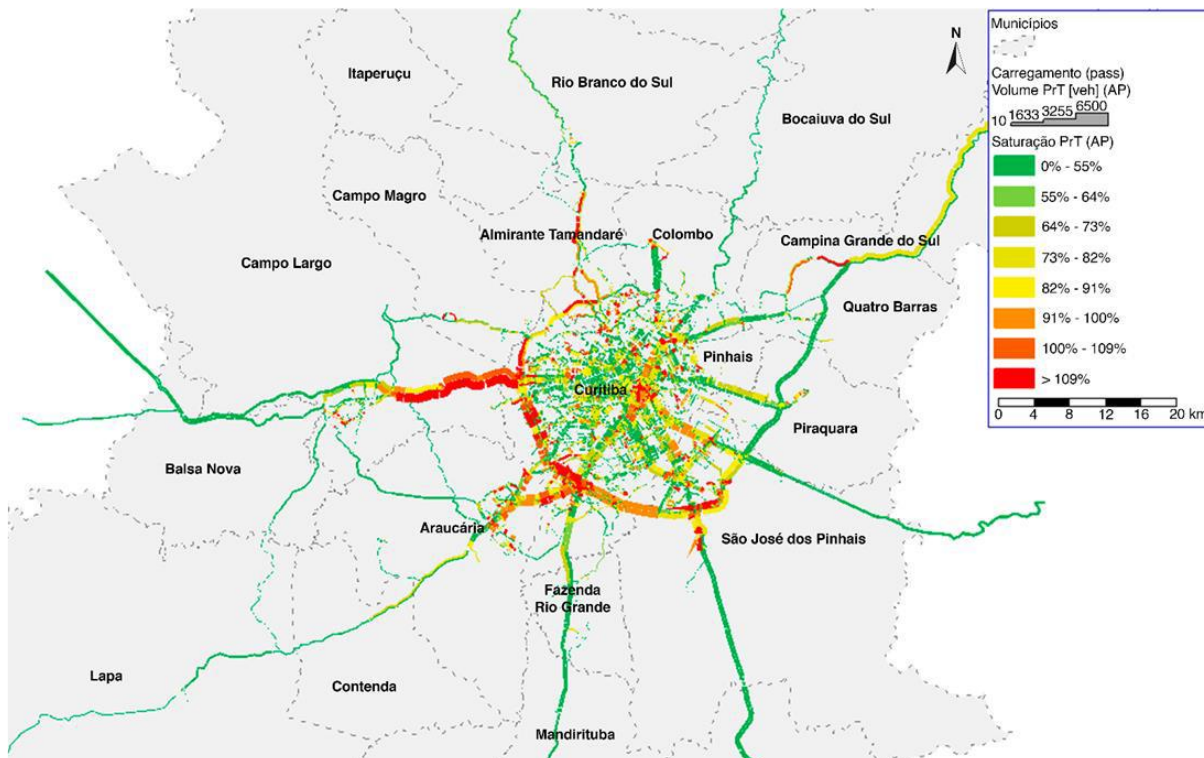 Itaperuçu
Rio Branco do Sul
Bocaiuva do Sul
Campo Magro
Almirante Tamandaré
Colombo
Campina Grande do Sul
Campo Largo
Quatro Barras
Pinhais
Curitiba
Piraquara
Balsa Nova
Araucária
São José dos Pinhais
Fazenda
Rio Grande
Lapa
Contenda
Mandirituba
N
Municípios
Carregamento (pass)
Volume PrT [veh] (AP)
10 1633 3255 6500
Saturação PrT (AP)
0% - 55%
55% - 64%
64% - 73%
73% - 82%
82% - 91%
91% - 100%
100% - 109%
> 109%
0 4 8 12 16 20 km